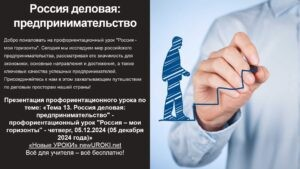 Россия деловая:
предпринимательство
Добро пожаловать на профориентационный урок "Россия -
мои горизонты". Сегодня мы исследуем мир российского
предпринимательства, рассматривая его значимость для
экономики, основные направления и достижения, а также
ключевые качества успешных предпринимателей.
Присоединяйтесь к нам в этом захватывающем путешествии
по деловым просторам нашей страны!
Презентация профориентационного урока по
теме: «Тема 13. Россия деловая:
предпринимательство" -
профориентационный урок "Россия – мои
горизонты" - четверг, 05.12.2024 (05 декабря
2024 года)»
«Новые УРОКИ» newUROKI.net
Всё для учителя – всё бесплатно!